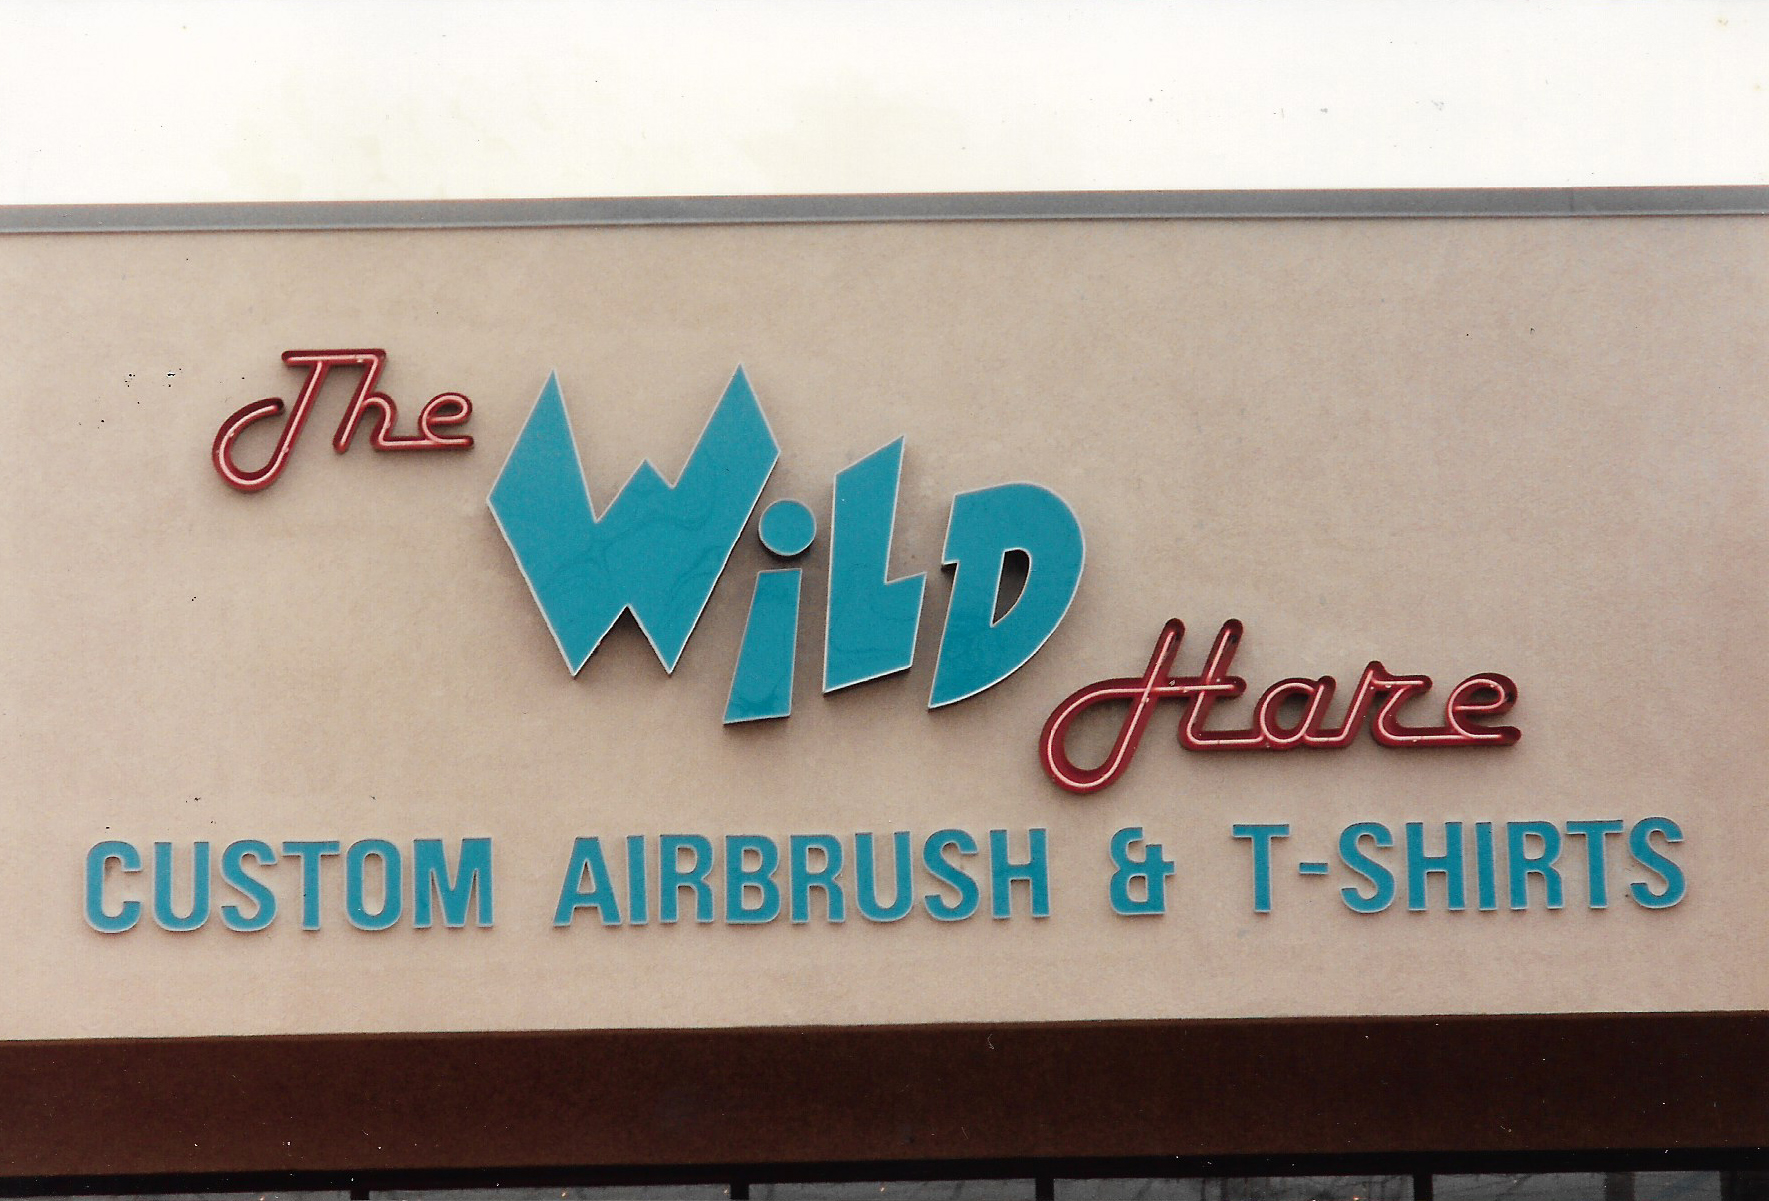 The WiLD Hare
CUSTOM AIRBRUSH & T-SHIRTS